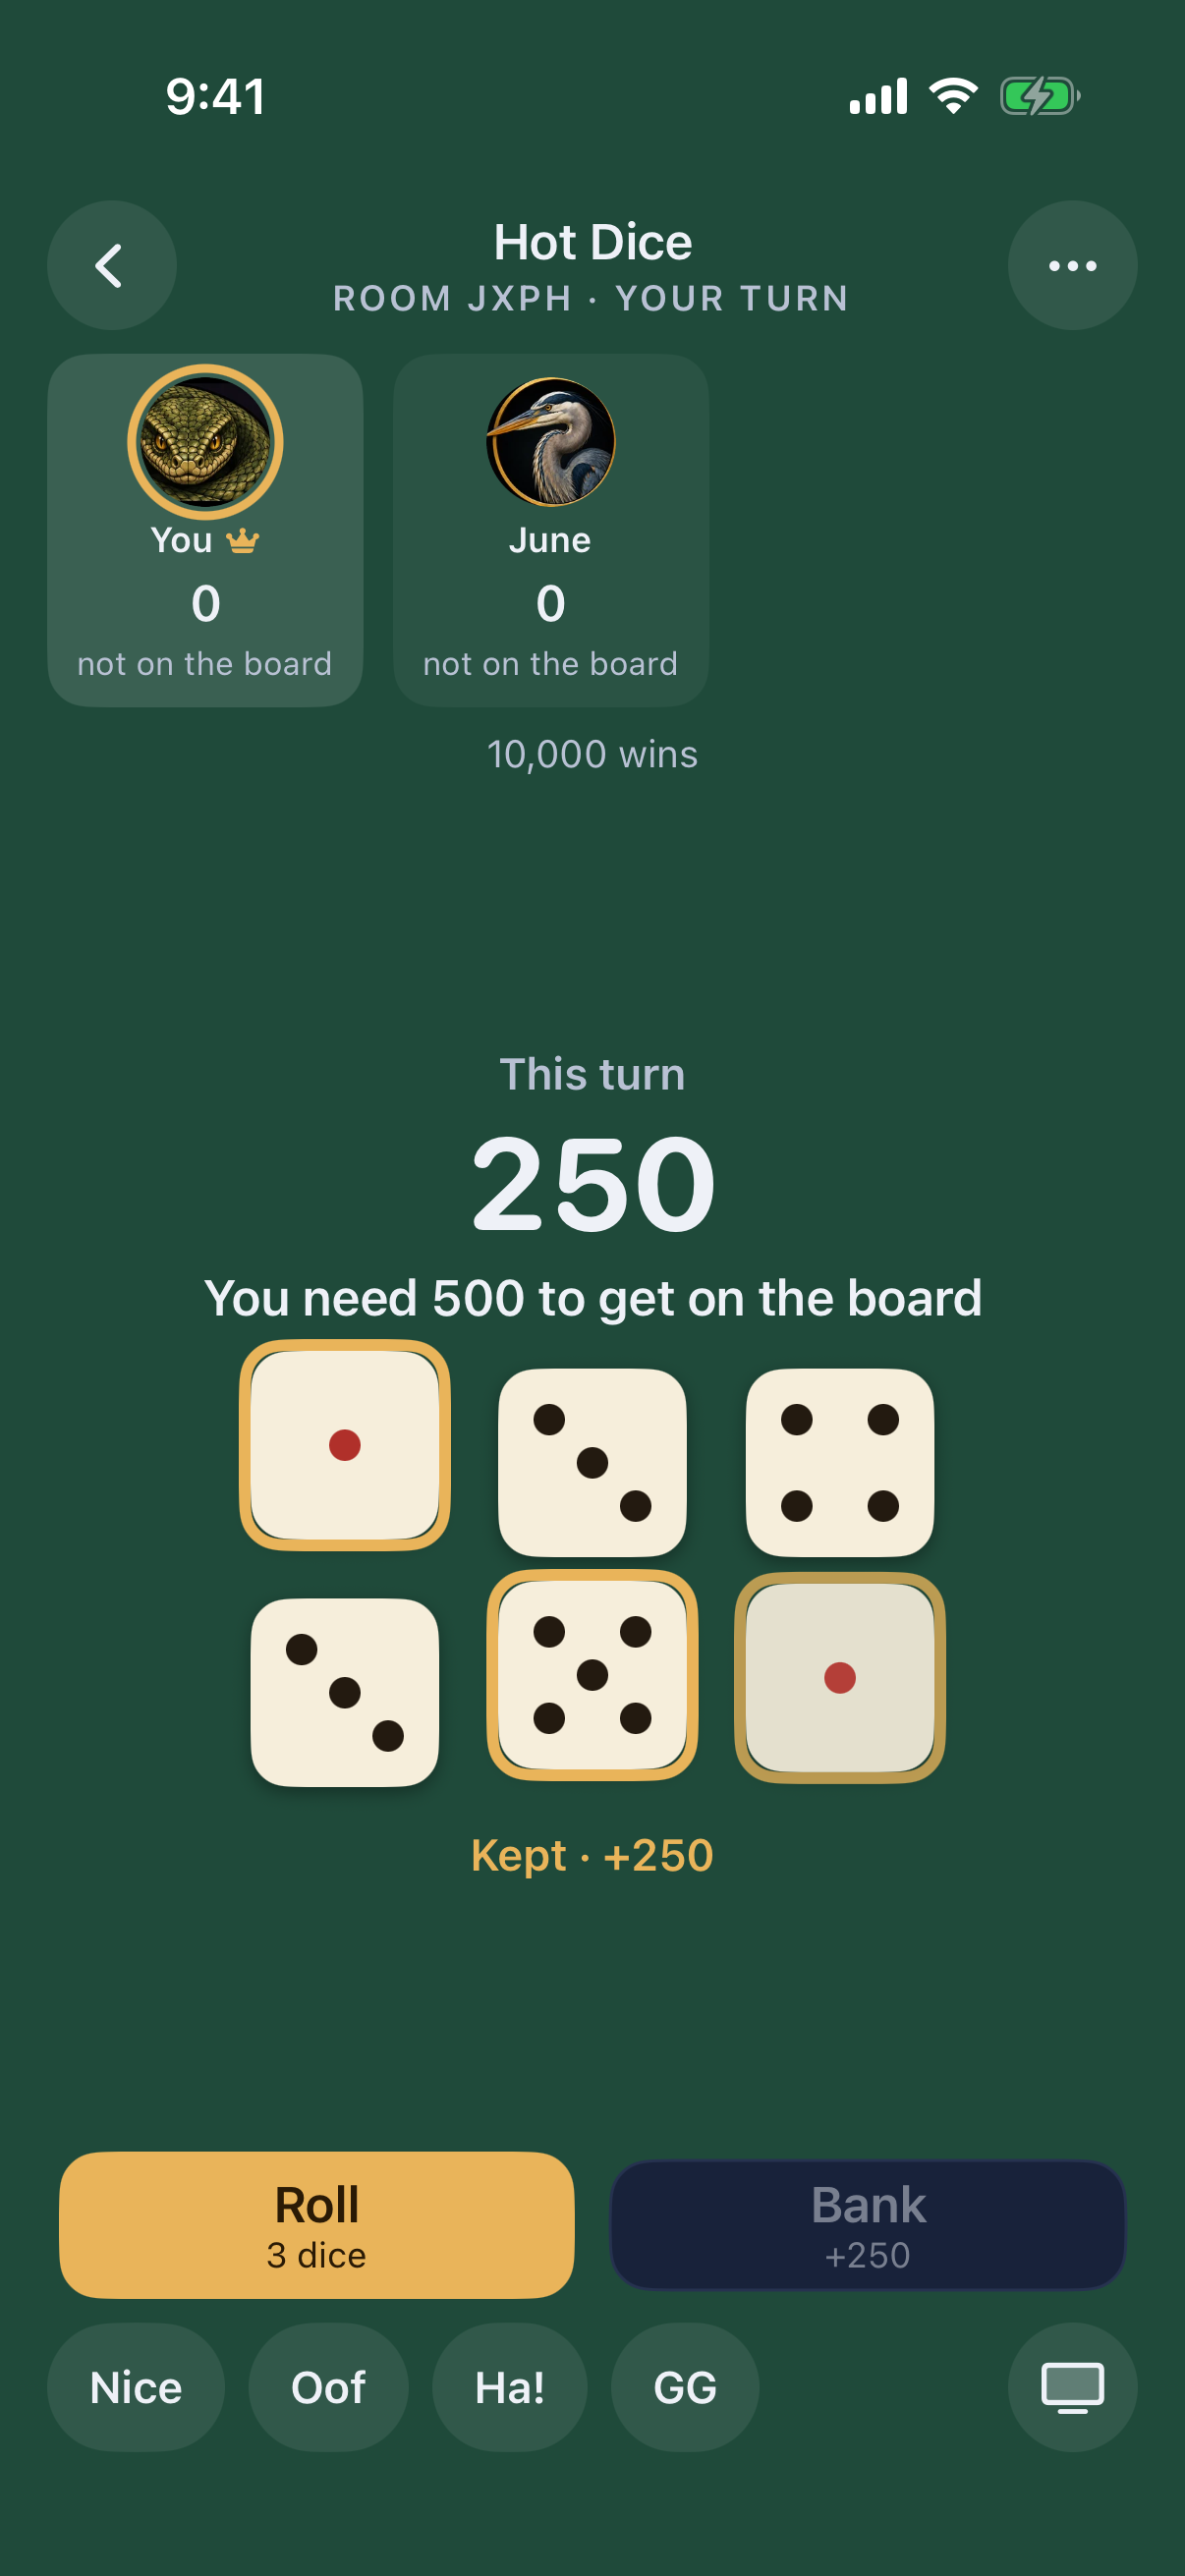 9:41
Hot Dice
ROOM JXPH · YOUR TURN
You
0
not on the board
June
0
not on the board
10,000 wins
This turn
250
You need 500 to get on the board
Kept · +250
Roll
3 dice
Bank
+250
Nice
Oof
Ha!
GG